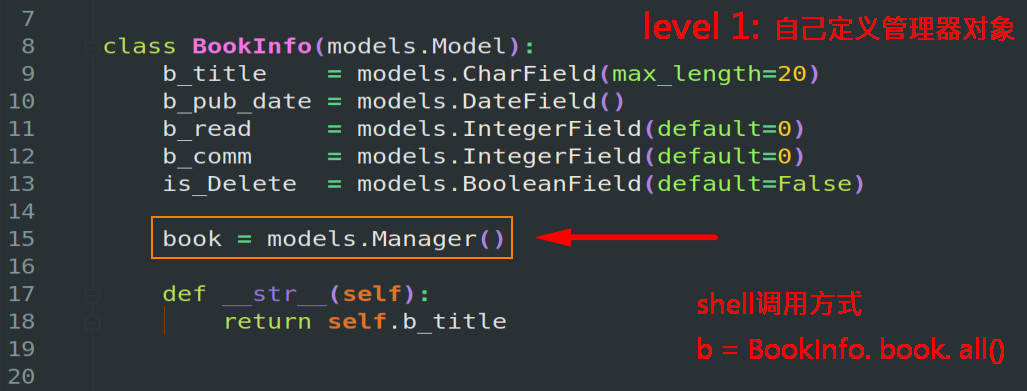 level 1: 自己定义管理器对象
7
8 class BookInfo(models.Model):
9 b_title = models.CharField(max_length=20)
10 b_pub_date = models.DateField()
11 b_read = models.IntegerField(default=0)
12 b_comm = models.IntegerField(default=0)
13 is_Delete = models.BooleanField(default=False)
14
15 book = models.Manager()
16
17 def __str__(self):
18 return self.b_title
19
20
shell调用方式
b = BookInfo. book. all()